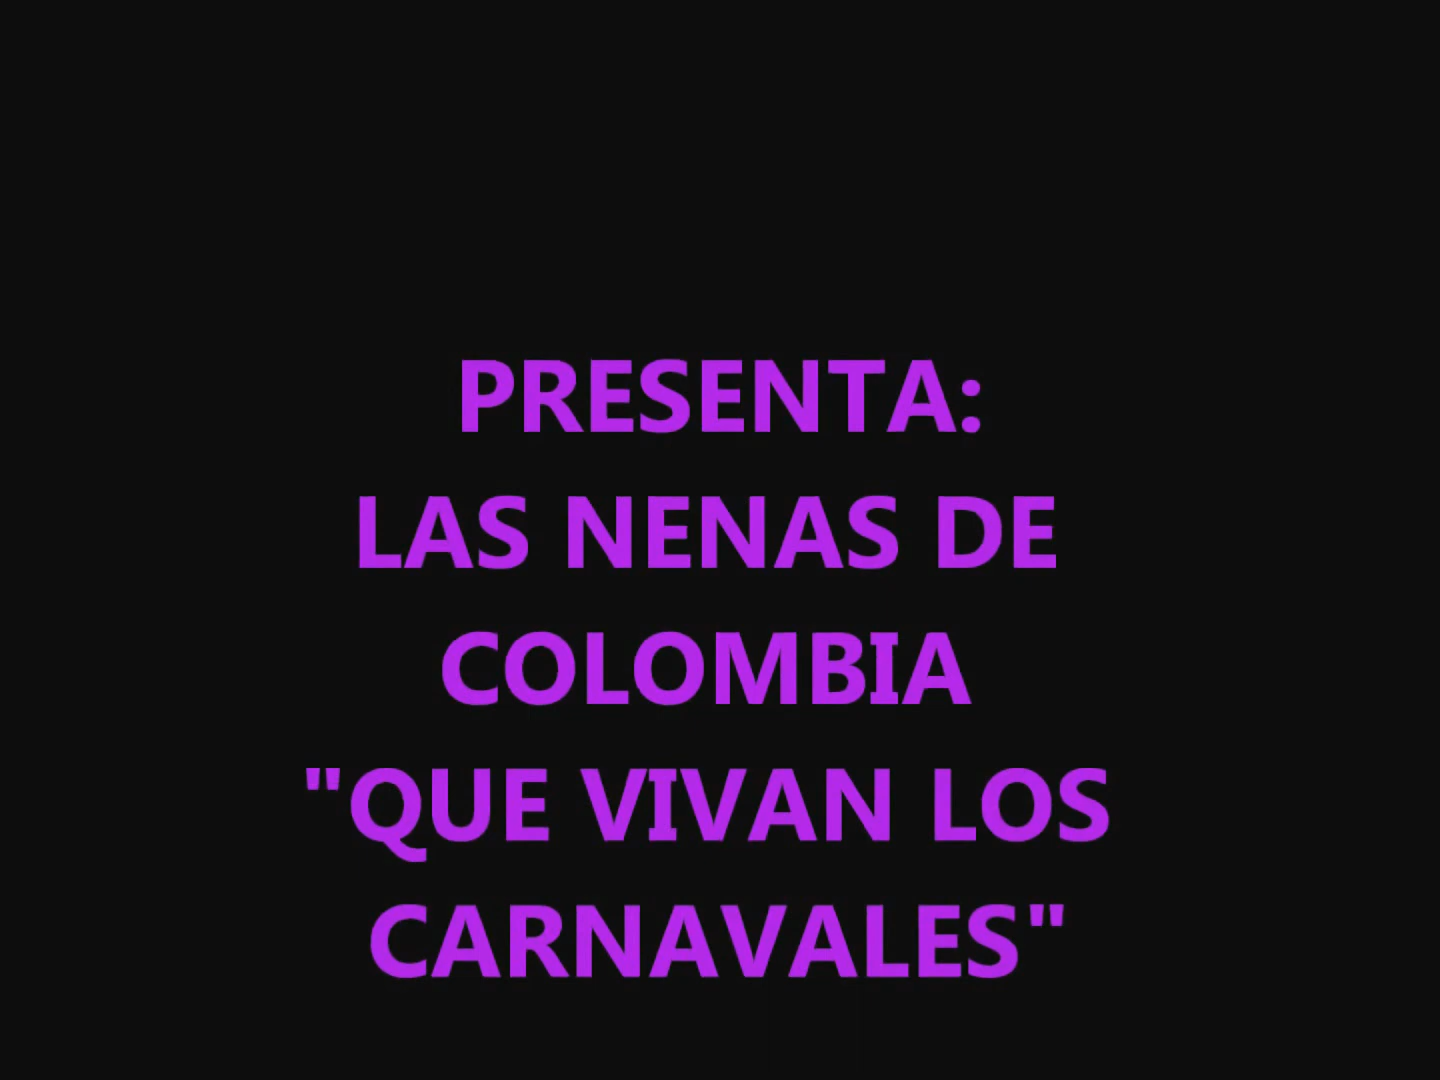 PRESENTA:
LAS NENAS DE
COLOMBIA
"QUE VIVAN LOS
CARNAVALES"